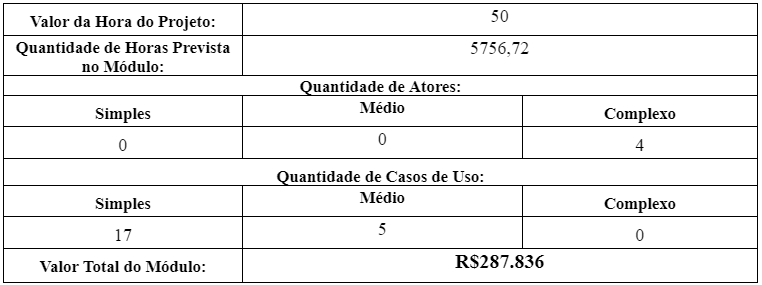 Valor da Hora do Projeto: 50
Quantidade de Horas Prevista
no Módulo: 5756,72
Quantidade de Atores:
Simples Médio Complexo
0 0 4
Quantidade de Casos de Uso:
Simples Médio Complexo
17 5 0
Valor Total do Módulo: R$287.836